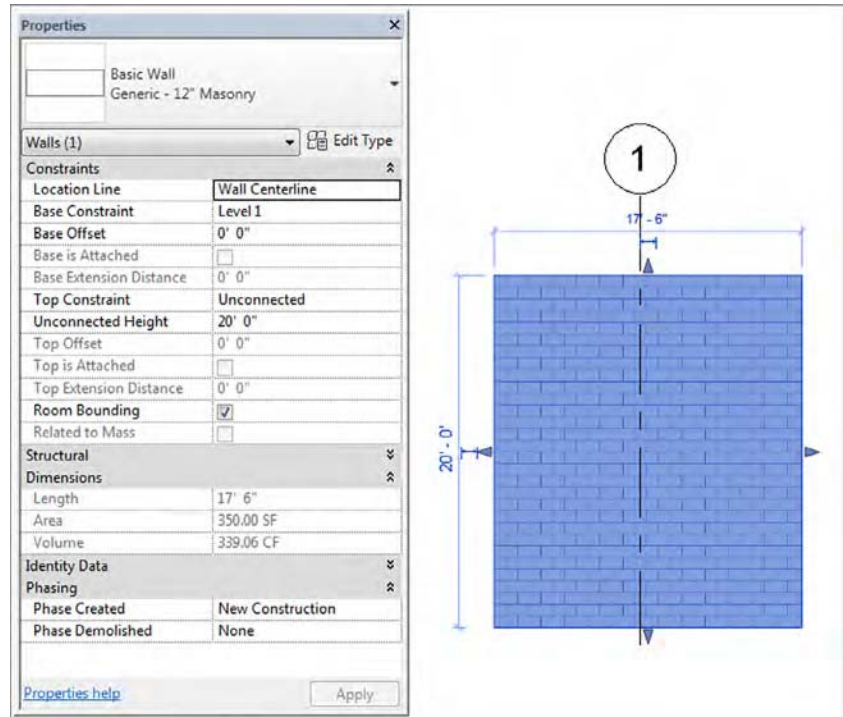 Properties
Basic Wall
Generic - 12" Masonry
Walls (1) Edit Type
Constraints
Location Line Wall Centerline
Base Constraint Level 1
Base Offset 0' 0"
Base is Attached
Base Extension Distance 0' 0"
Top Constraint Unconnected
Unconnected Height 20' 0"
Top Offset 0' 0"
Top is Attached
Top Extension Distance 0' 0"
Room Bounding
Related to Mass
Structural
Dimensions
Length 17' 6"
Area 350.00 SF
Volume 339.06 CF
Identity Data
Phasing
Phase Created New Construction
Phase Demolished None
Properties help Apply
1
17' - 6"
20' - 0'